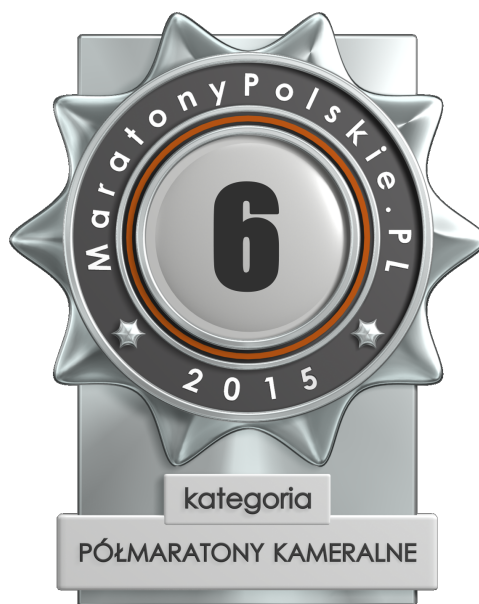 MaratonyPolskie.PL
6
2015
kategoria
PÓŁMARATONY KAMERALNE